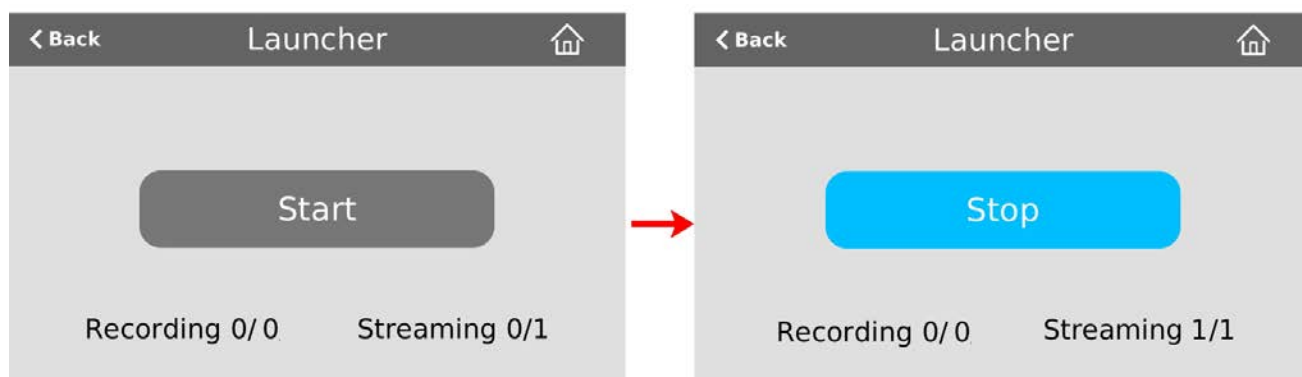 Back Launcher
Start
Recording 0/0 Streaming 0/1
Back Launcher
Stop
Recording 0/0 Streaming 1/1